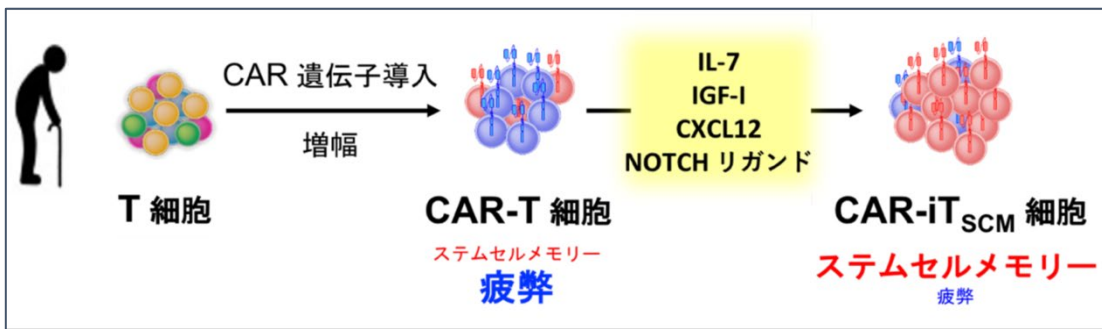 CAR 遺伝子導入
増幅
IL-7
IGF-I
CXCL12
NOTCH リガンド
T 細胞
CAR-T 細胞
CAR-iTSCM 細胞
ステムセルメモリー
疲弊
ステムセルメモリー
疲弊